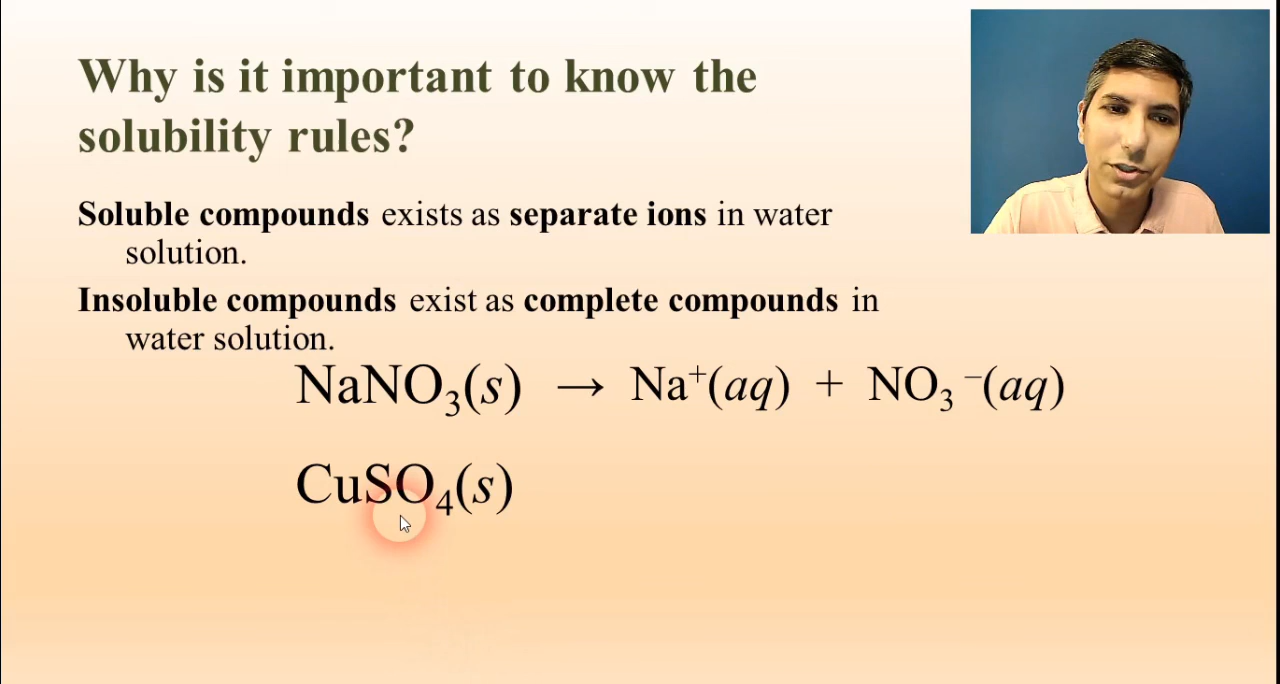 Why is it important to know the
solubility rules?
Soluble compounds exists as separate ions in water
solution.
Insoluble compounds exist as complete compounds in
water solution.
NaNO₃(s) → Na⁺(aq) + NO₃ ⁻(aq)
CuSO₄(s)